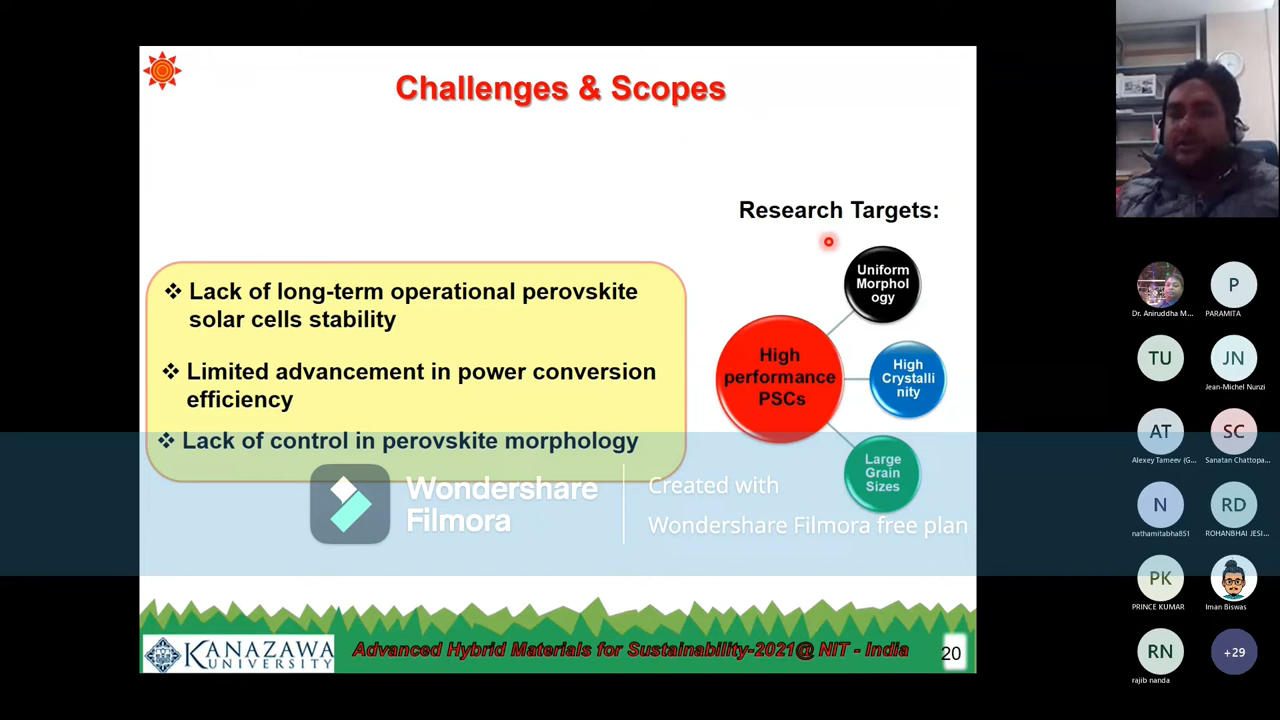 Challenges & Scopes
Research Targets:
❖ Lack of long-term operational perovskite
solar cells stability
❖ Limited advancement in power conversion
efficiency
❖ Lack of control in perovskite morphology
High
performance
PSCs
Uniform
Morphol
ogy
High
Crystalli
nity
Large
Grain
Sizes
Wondershare
Filmora
Created with
Wondershare Filmora free plan
KANAZAWA
UNIVERSITY
Advanced Hybrid Materials for Sustainability-2021@ NIT - India
20
Dr. Aniruddha M...
P
PARAMITA
TU
JN
Jean-Michel Nunzi
AT
Alexey Tameev (G...
SC
Sanatan Chattopa...
N
nathamitabha851
RD
ROHANBHAI JESI...
PK
PRINCE KUMAR
Iman Biswas
RN
rajib nanda
+29